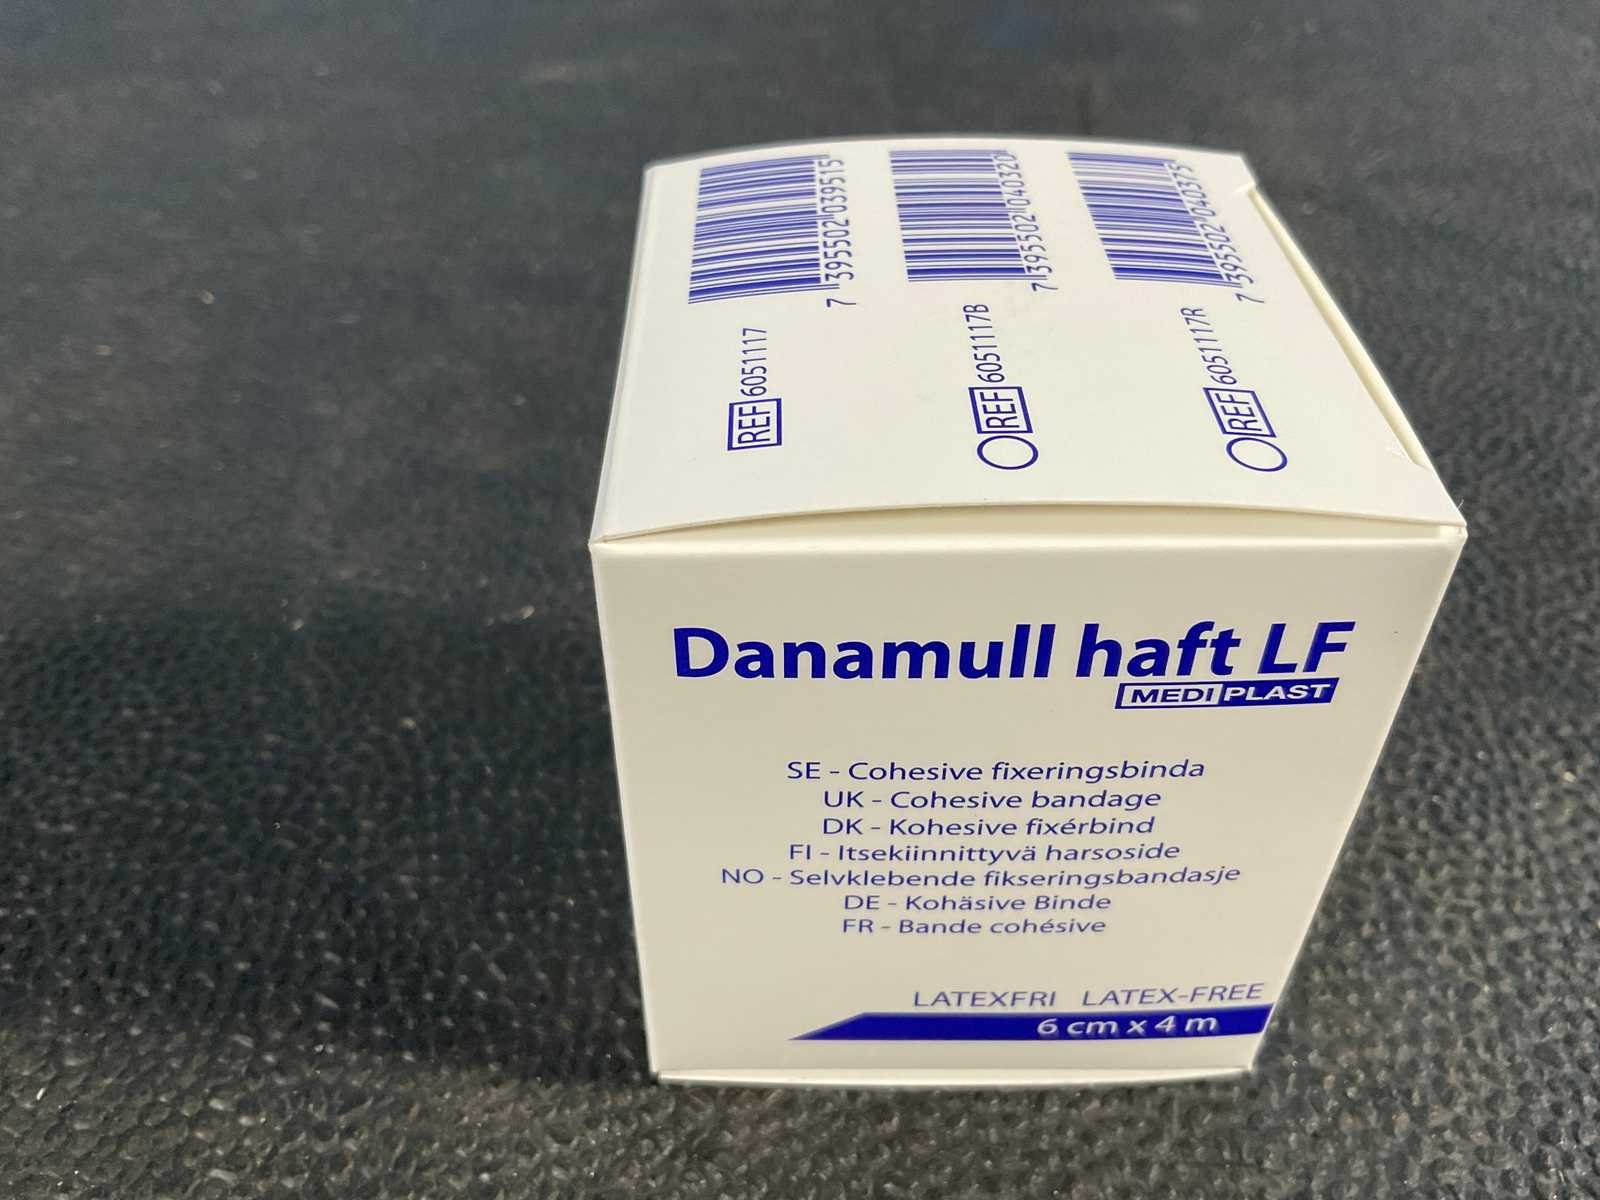 7 395502 039515
7 395502 040320
7 395502 040375
REF 6051117
REF 6051117B
REF 6051117R
Danamull haft LF
MEDIPLAST
SE - Cohesive fixeringsbinda
UK - Cohesive bandage
DK - Kohesive fixérbind
FI - Itsekiinnittyvä harsoside
NO - Selvklebende fikseringsbandasje
DE - Kohäsive Binde
FR - Bande cohésive
LATEXFRI LATEX-FREE
6 cm x 4 m